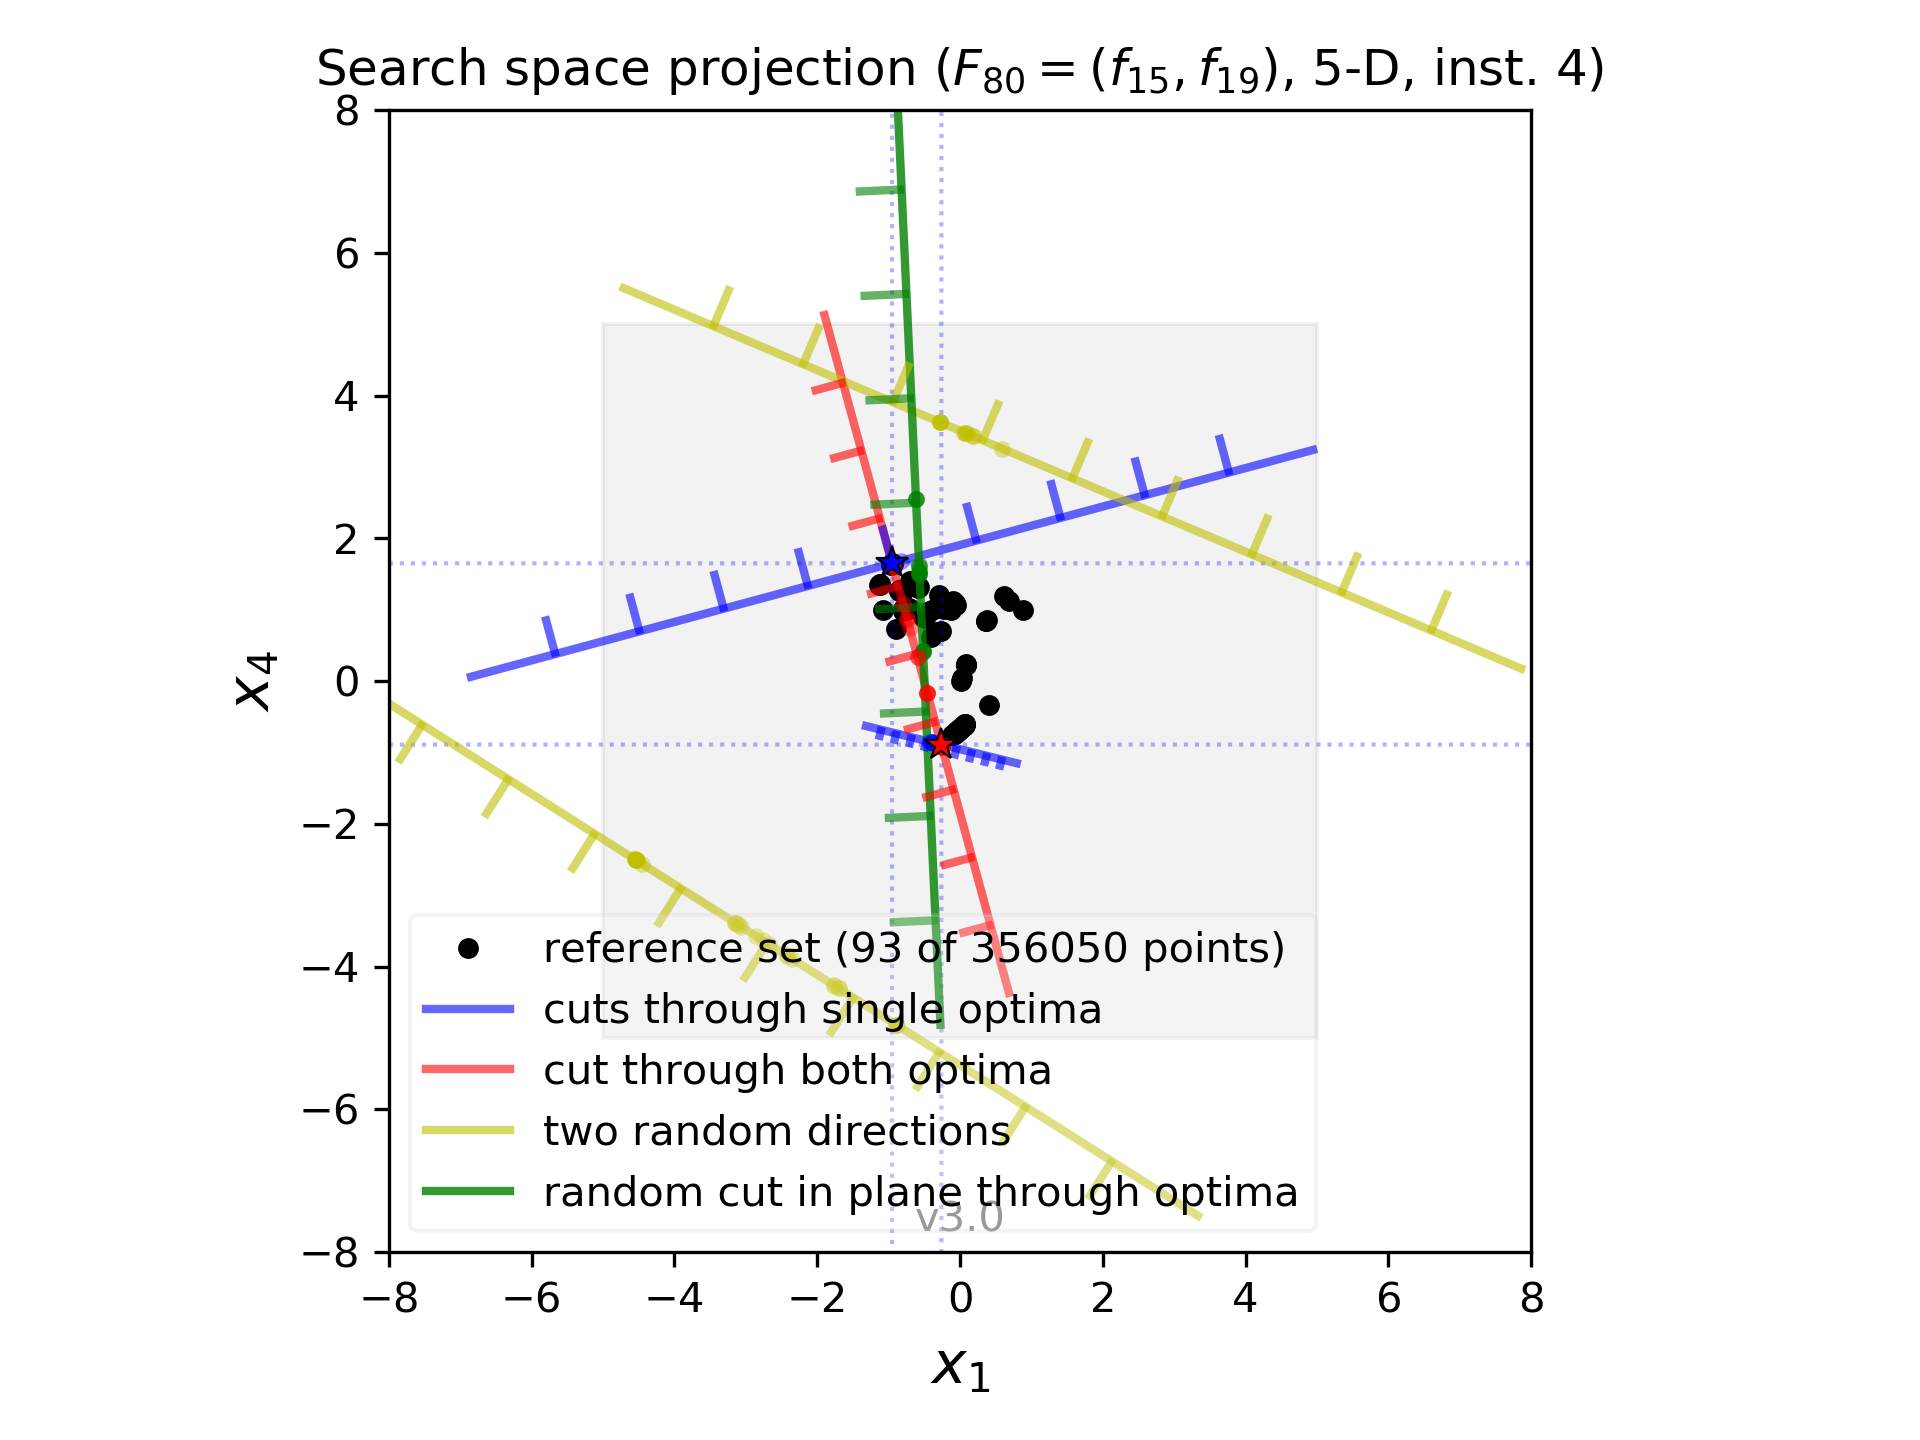 Search space projection (F80 = (f15, f19), 5-D, inst. 4)
8
6
4
2
0
−2
−4
−6
−8
x4
reference set (93 of 356050 points)
cuts through single optima
cut through both optima
two random directions
random cut in plane through optima
v3.0
−8 −6 −4 −2 0 2 4 6 8
x1